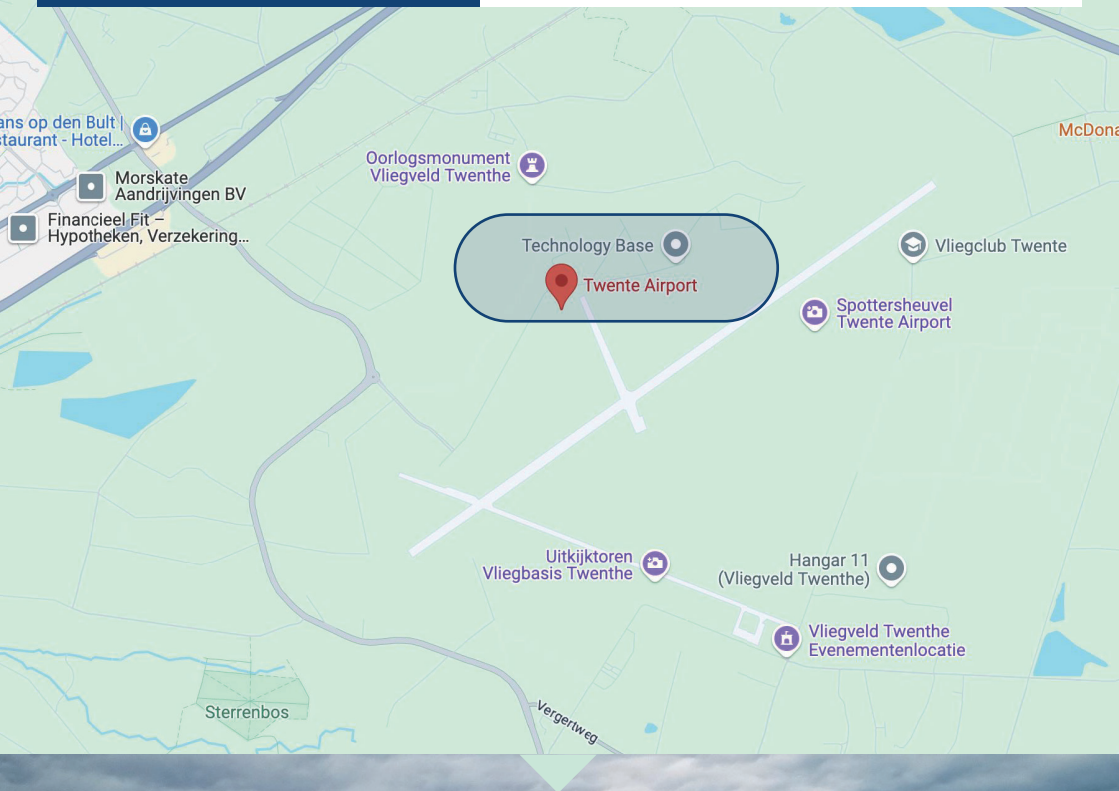 ans op den Bult |
staurant - Hotel...
McDona
Morskate
Aandrijvingen BV
Financieel Fit –
Hypotheken, Verzekering...
Oorlogsmonument
Vliegveld Twenthe
Technology Base
Twente Airport
Vliegclub Twente
Spottersheuvel
Twente Airport
Uitkijktoren
Vliegbasis Twenthe
Hangar 11
(Vliegveld Twenthe)
Vliegveld Twenthe
Evenementenlocatie
Sterrenbos
Vergertweg